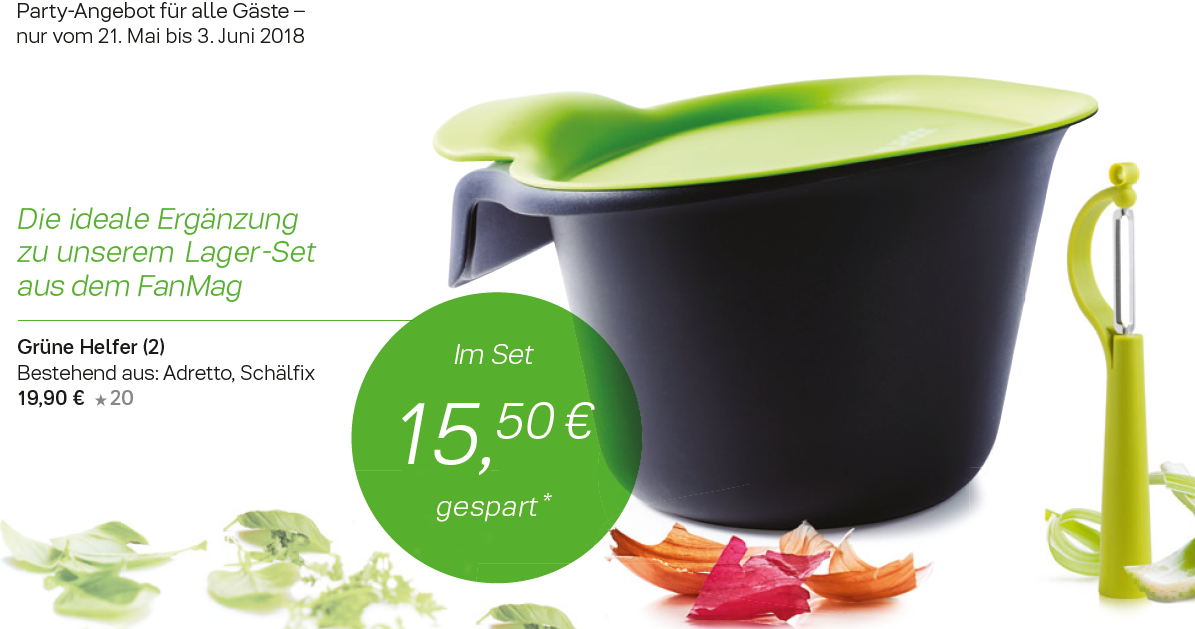 Party-Angebot für alle Gäste –
nur vom 21. Mai bis 3. Juni 2018
Die ideale Ergänzung
zu unserem Lager-Set
aus dem FanMag
Grüne Helfer (2)
Bestehend aus: Adretto, Schälfix
19,90 € ★20
Im Set
15,50 €
gespart*